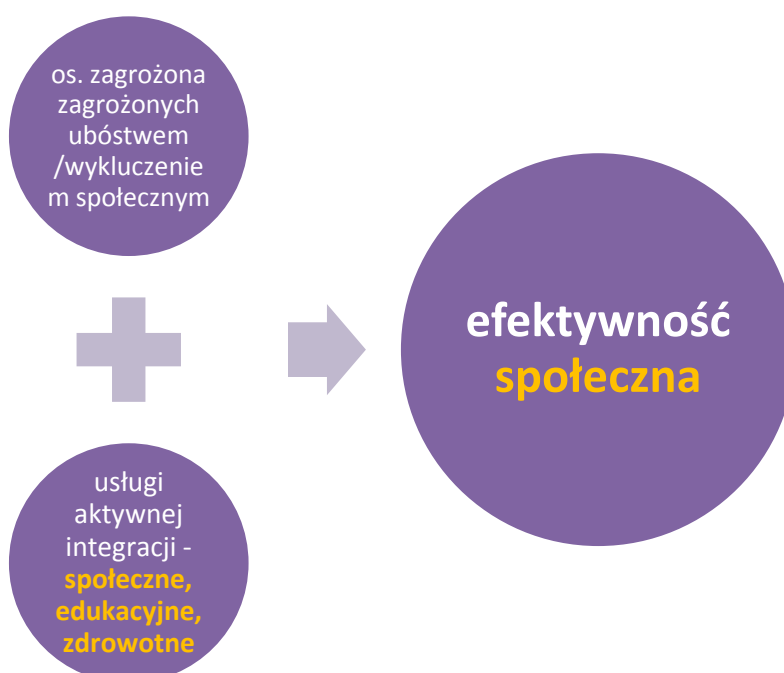 os. zagrożona
zagrożonych
ubóstwem
/wykluczenie
m społecznym
usługi
aktywnej
integracji -
społeczne,
edukacyjne,
zdrowotne
efektywność
społeczna